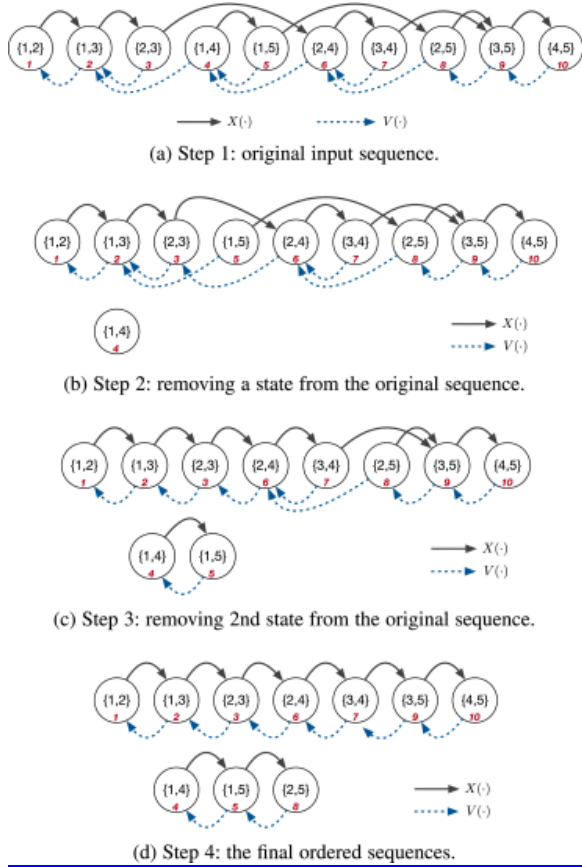 {1,2} {1,3} {2,3} {1,4} {1,5} {2,4} {3,4} {2,5} {3,5} {4,5}
1 2 3 4 5 6 7 8 9 10
X(·) V(·)
(a) Step 1: original input sequence.
{1,2} {1,3} {2,3} {1,5} {2,4} {3,4} {2,5} {3,5} {4,5}
1 2 3 5 6 7 8 9 10
{1,4}
4
X(·)
V(·)
(b) Step 2: removing a state from the original sequence.
{1,2} {1,3} {2,3} {2,4} {3,4} {2,5} {3,5} {4,5}
1 2 3 6 7 8 9 10
{1,4} {1,5}
4 5
X(·)
V(·)
(c) Step 3: removing 2nd state from the original sequence.
{1,2} {1,3} {2,3} {2,4} {3,4} {3,5} {4,5}
1 2 3 6 7 9 10
{1,4} {1,5} {2,5}
4 5 8
X(·)
V(·)
(d) Step 4: the final ordered sequences.